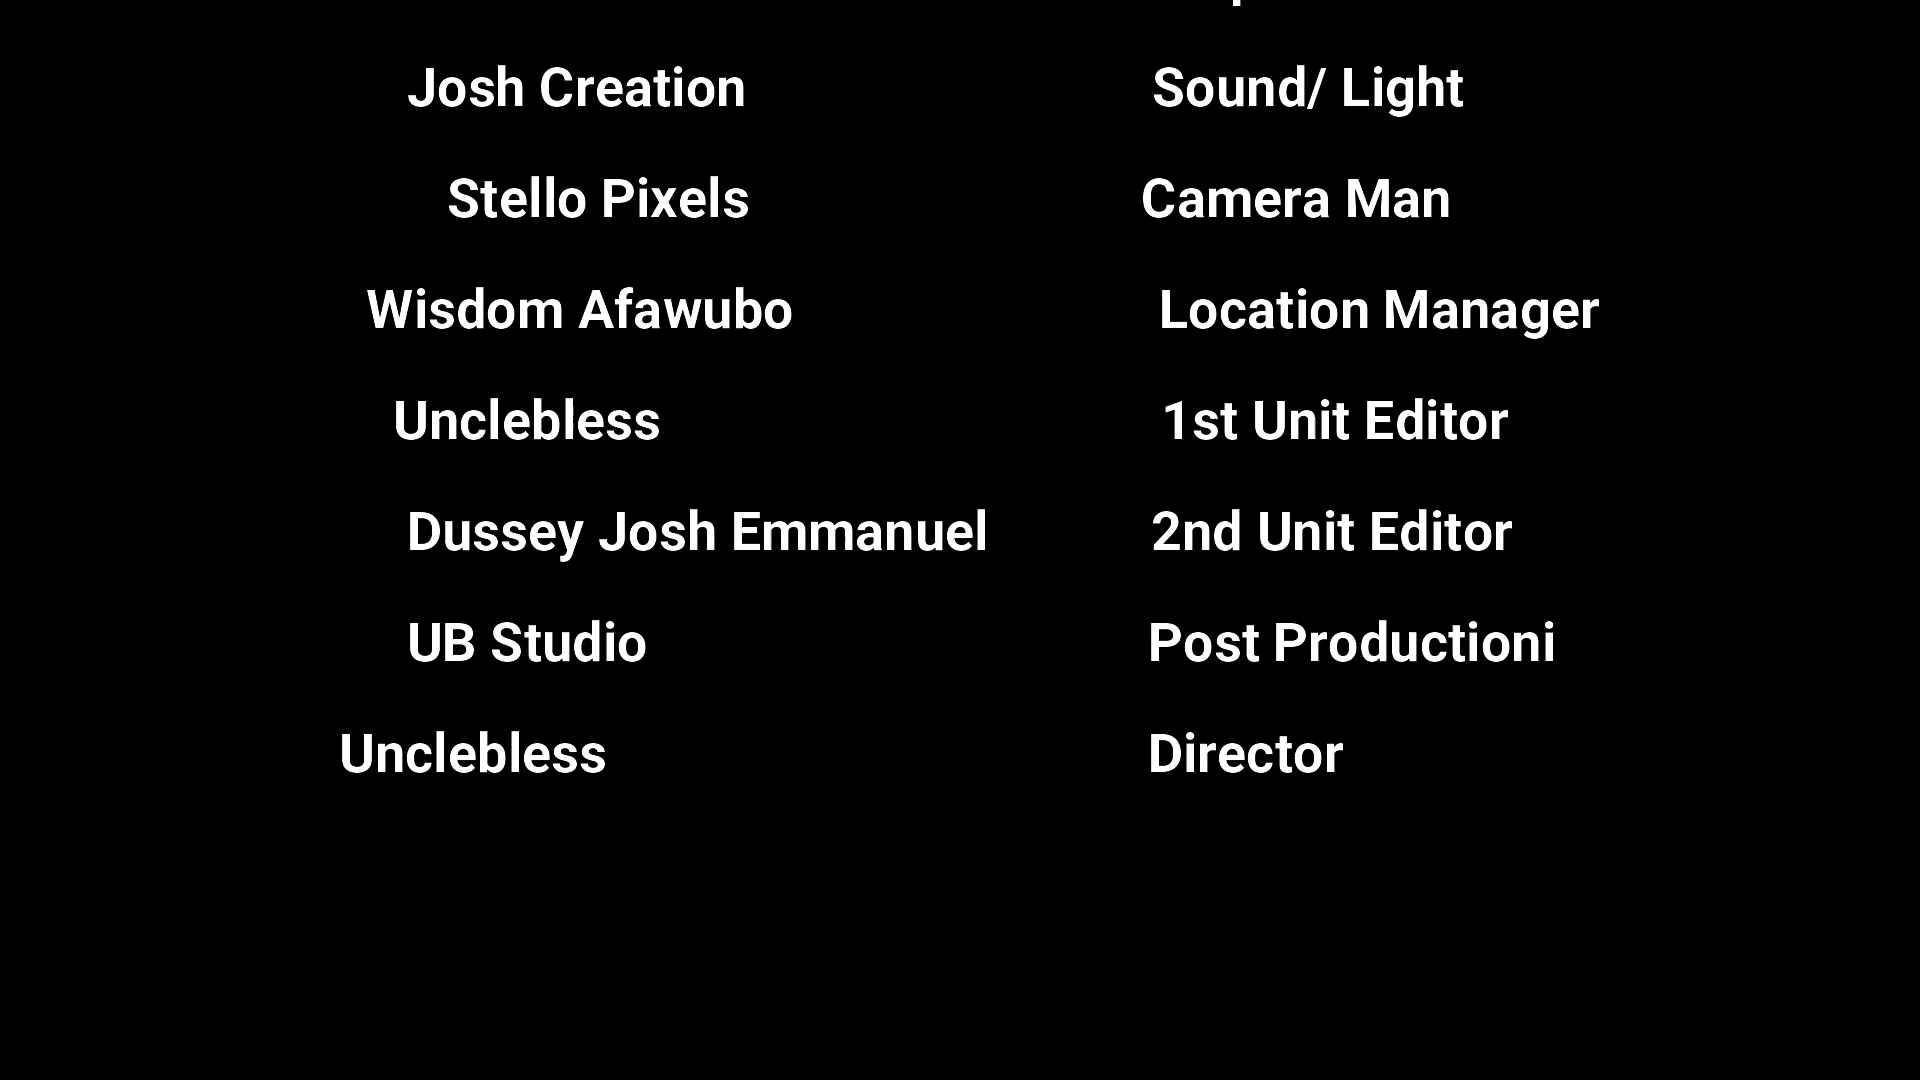 Josh Creation Sound/ Light
Stello Pixels Camera Man
Wisdom Afawubo Location Manager
Unclebless 1st Unit Editor
Dussey Josh Emmanuel 2nd Unit Editor
UB Studio Post Productioni
Unclebless Director